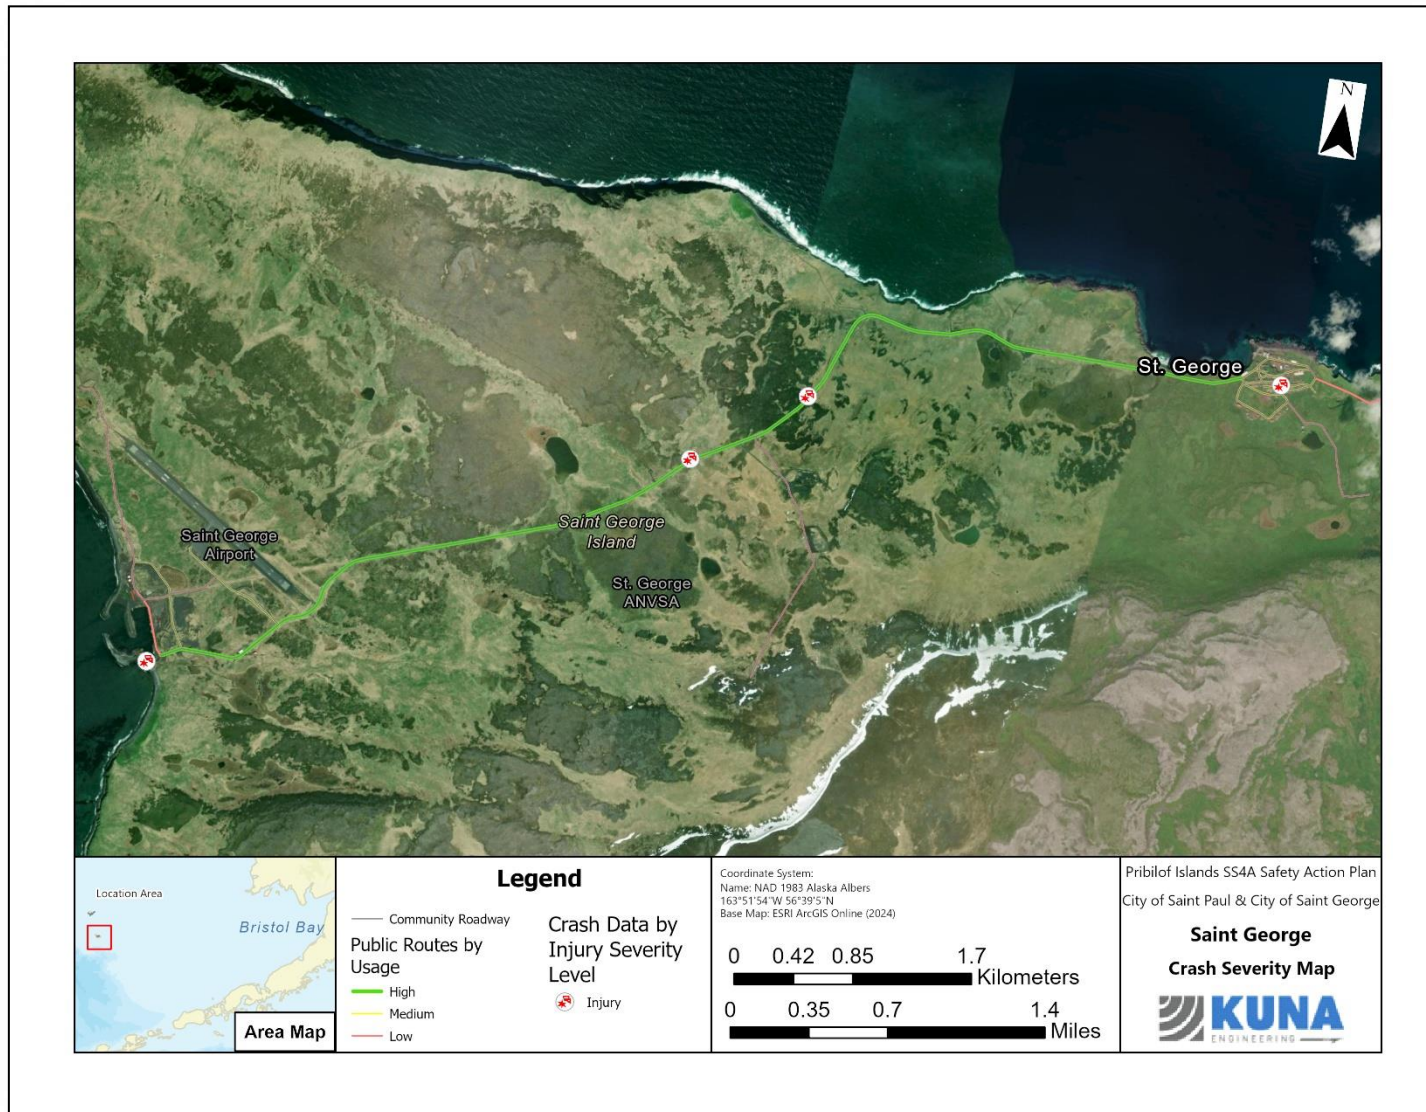 N
St. George
Saint George
Island
Saint George
Airport
St. George
ANVSA
Location Area
Bristol Bay
Area Map
Legend
Community Roadway
Public Routes by
Usage
High
Medium
Low
Crash Data by
Injury Severity
Level
Injury
Coordinate System:
Name: NAD 1983 Alaska Albers
163°51'54"W 56°39'5"N
Base Map: ESRI ArcGIS Online (2024)
0 0.42 0.85 1.7
Kilometers
0 0.35 0.7 1.4
Miles
Pribilof Islands SS4A Safety Action Plan
City of Saint Paul & City of Saint George
Saint George
Crash Severity Map
KUNA
ENGINEERING